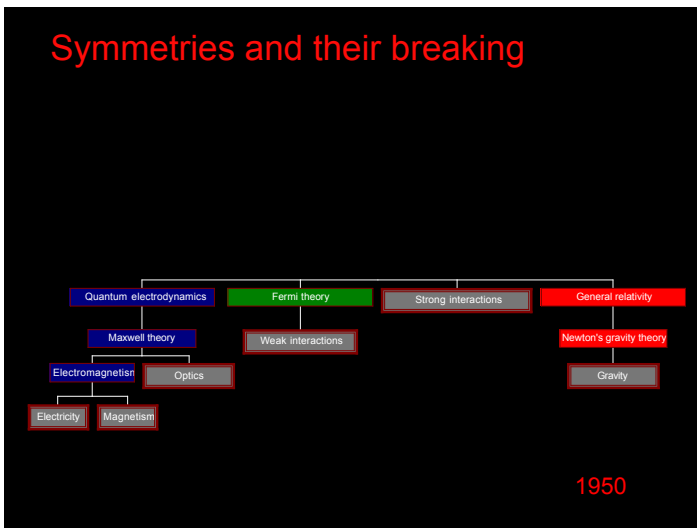 Symmetries and their breaking
Quantum electrodynamics
Fermi theory
Strong interactions
General relativity
Maxwell theory
Weak interactions
Newton's gravity theory
Electromagnetism
Optics
Gravity
Electricity
Magnetism
1950